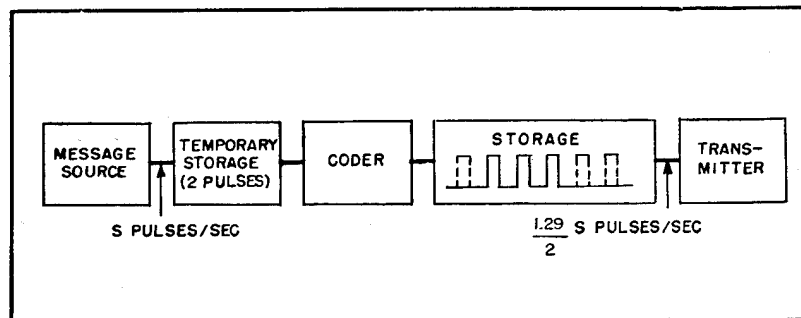 MESSAGE
SOURCE
TEMPORARY
STORAGE
(2 PULSES)
CODER
STORAGE
TRANS-
MITTER
S PULSES/SEC
1.29
2
S PULSES/SEC